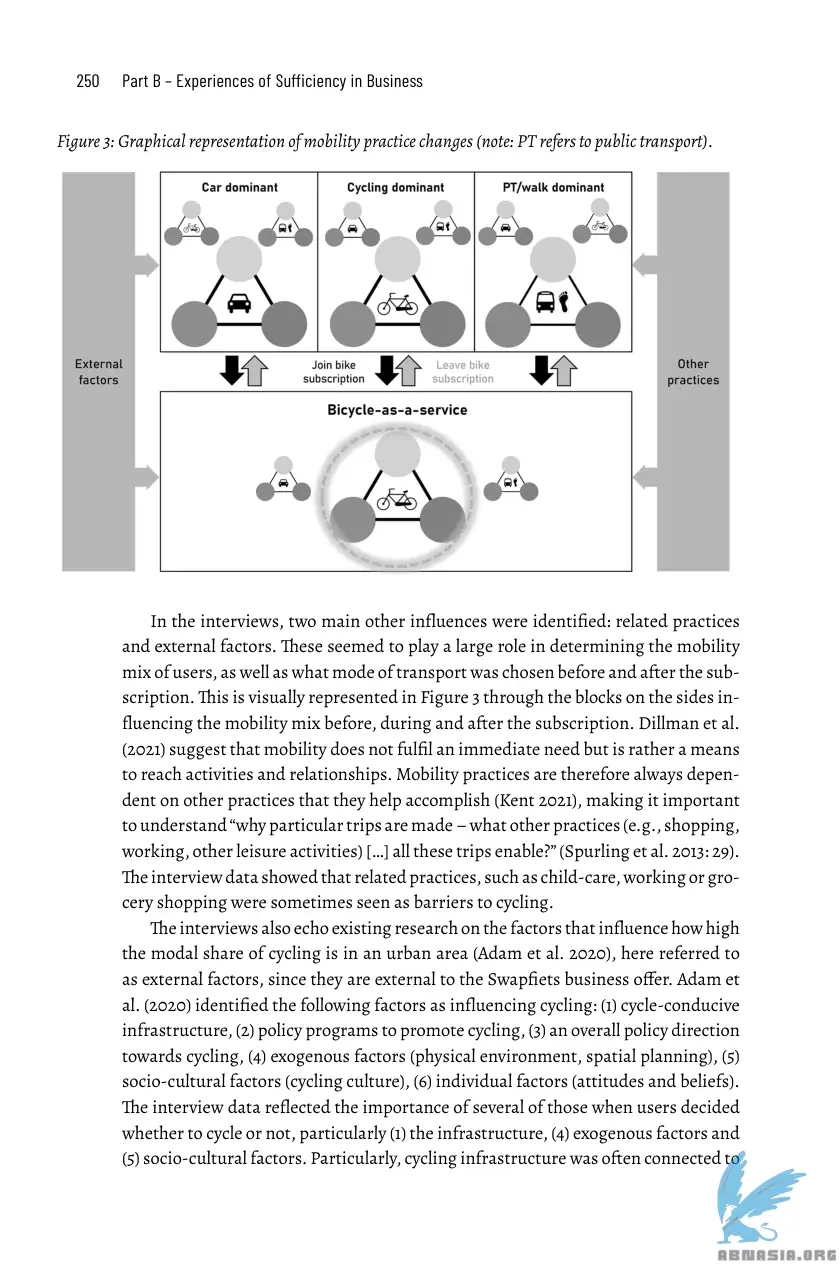 250 Part B – Experiences of Sufficiency in Business
Figure 3: Graphical representation of mobility practice changes (note: PT refers to public transport).
Car dominant
Cycling dominant
PT/walk dominant
External
factors
Join bike
subscription
Leave bike
subscription
Other
practices
Bicycle-as-a-service
In the interviews, two main other influences were identified: related practices
and external factors. These seemed to play a large role in determining the mobility
mix of users, as well as what mode of transport was chosen before and after the sub-
scription. This is visually represented in Figure 3 through the blocks on the sides in-
fluencing the mobility mix before, during and after the subscription. Dillman et al.
(2021) suggest that mobility does not fulfil an immediate need but is rather a means
to reach activities and relationships. Mobility practices are therefore always depen-
dent on other practices that they help accomplish (Kent 2021), making it important
to understand “why particular trips are made – what other practices (e.g., shopping,
working, other leisure activities) […] all these trips enable?” (Spurling et al. 2013: 29).
The interview data showed that related practices, such as child-care, working or gro-
cery shopping were sometimes seen as barriers to cycling.
The interviews also echo existing research on the factors that influence how high
the modal share of cycling is in an urban area (Adam et al. 2020), here referred to
as external factors, since they are external to the Swapfiets business offer. Adam et
al. (2020) identified the following factors as influencing cycling: (1) cycle-conducive
infrastructure, (2) policy programs to promote cycling, (3) an overall policy direction
towards cycling, (4) exogenous factors (physical environment, spatial planning), (5)
socio-cultural factors (cycling culture), (6) individual factors (attitudes and beliefs).
The interview data reflected the importance of several of those when users decided
whether to cycle or not, particularly (1) the infrastructure, (4) exogenous factors and
(5) socio-cultural factors. Particularly, cycling infrastructure was often connected to
ABNASIA.ORG